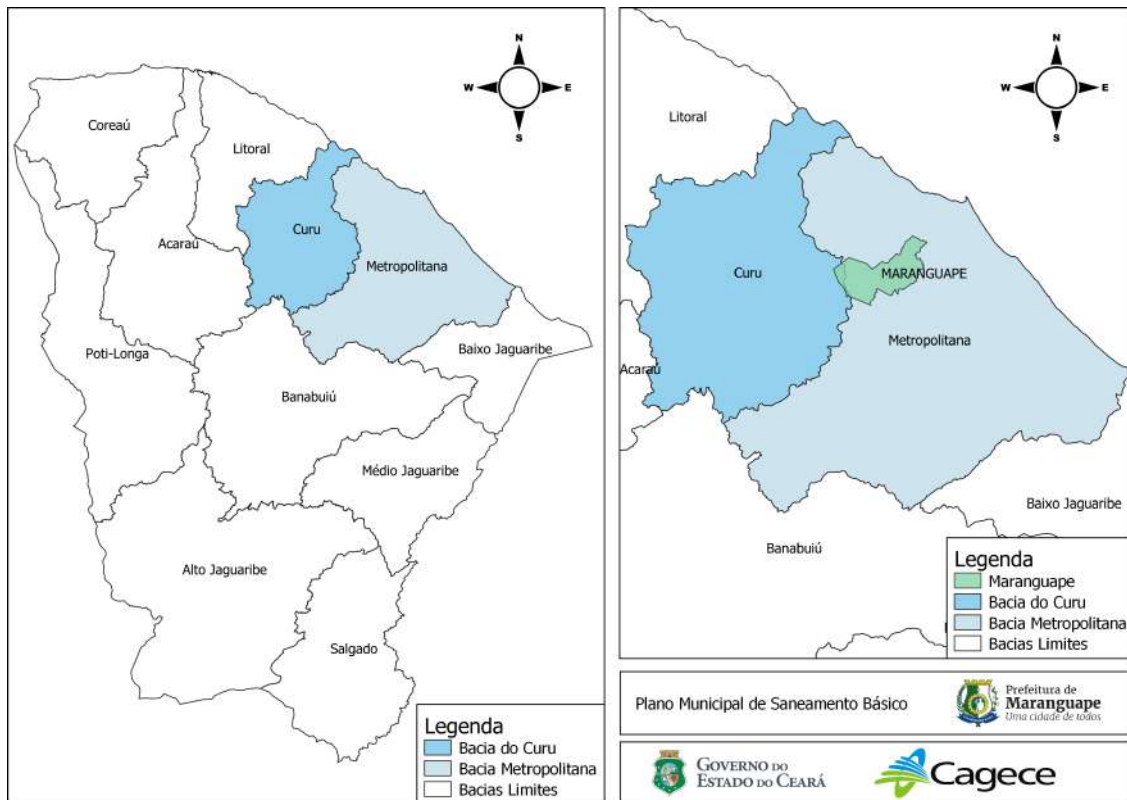 N
W
E
S
Coreaú
Litoral
Curu
Acaraú
Metropolitana
Poti-Longa
Baixo Jaguaribe
Banabuiú
Médio Jaguaribe
Alto Jaguaribe
Salgado
Legenda
Bacia do Curu
Bacia Metropolitana
Bacias Limites
N
W
E
S
Litoral
Curu
MARANGUAPE
Metropolitana
Acaraú
Baixo Jaguaribe
Banabuiú
Legenda
Maranguape
Bacia do Curu
Bacia Metropolitana
Bacias Limites
Plano Municipal de Saneamento Básico
Prefeitura de
Maranguape
Uma cidade de todos
GOVERNO DO
ESTADO DO CEARÁ
Cagece